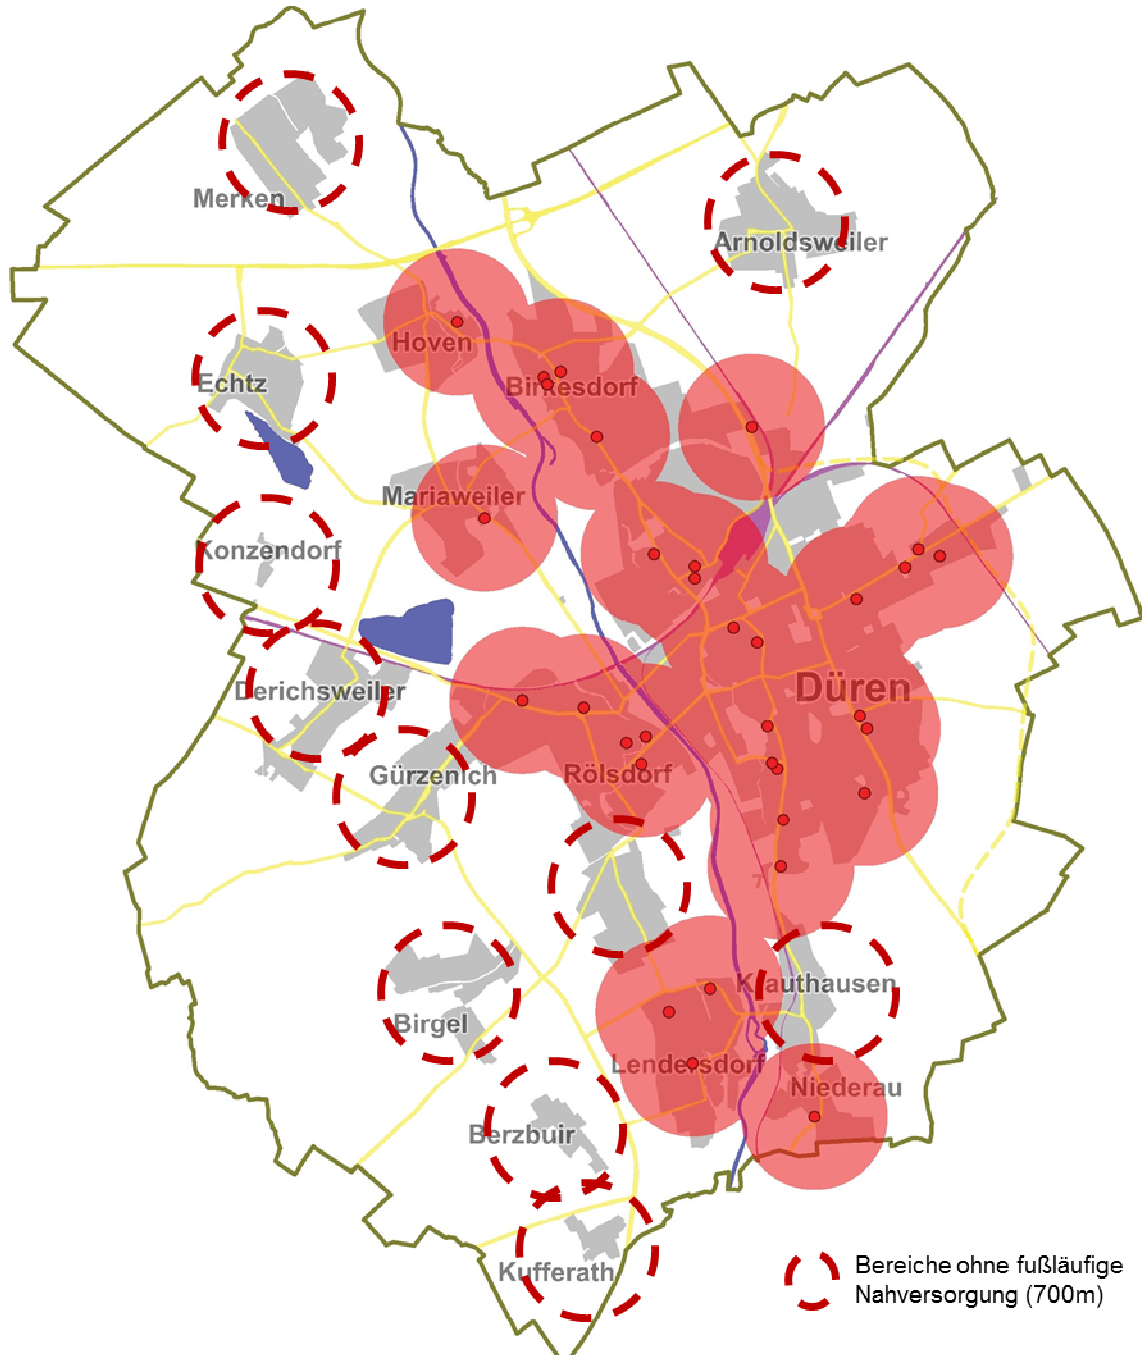 Merken
Arnoldsweiler
Hoven
Echtz
Birkesdorf
Mariaweiler
Konzendorf
Derichsweiler
Düren
Gürzenich
Rölsdorf
Krauthausen
Birgel
Lendersdorf
Niederau
Berzbuir
Kufferath
Bereiche ohne fußläufige
Nahversorgung (700m)